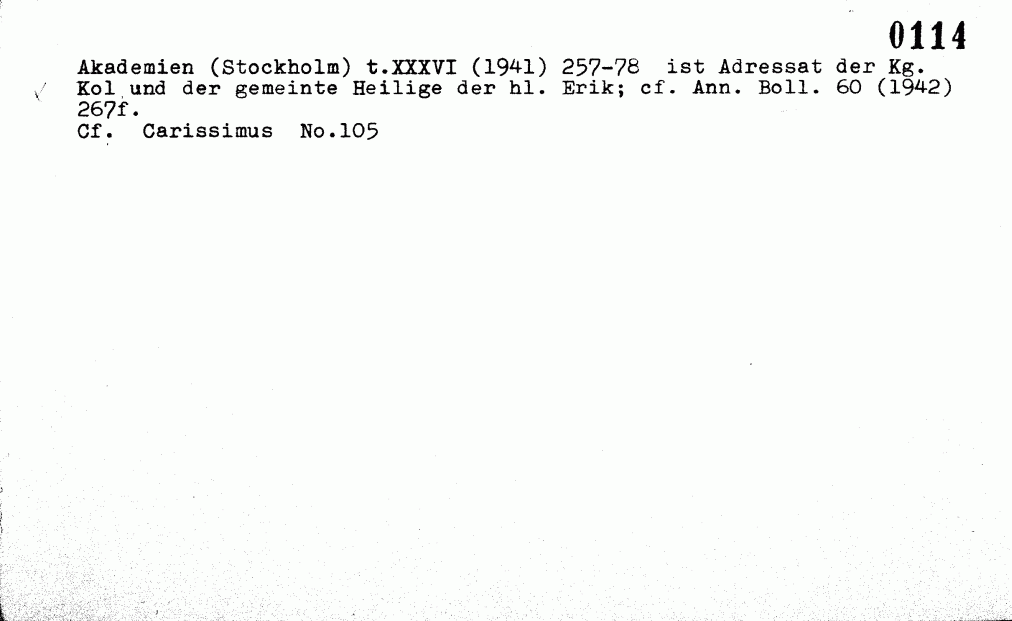 0114
Akademien (Stockholm) t.XXXVI (1941) 257-78 ist Adressat der Kg.
Kol und der gemeinte Heilige der hl. Erik; cf. Ann. Boll. 60 (1942)
267f.
Cf. Carissimus No.105